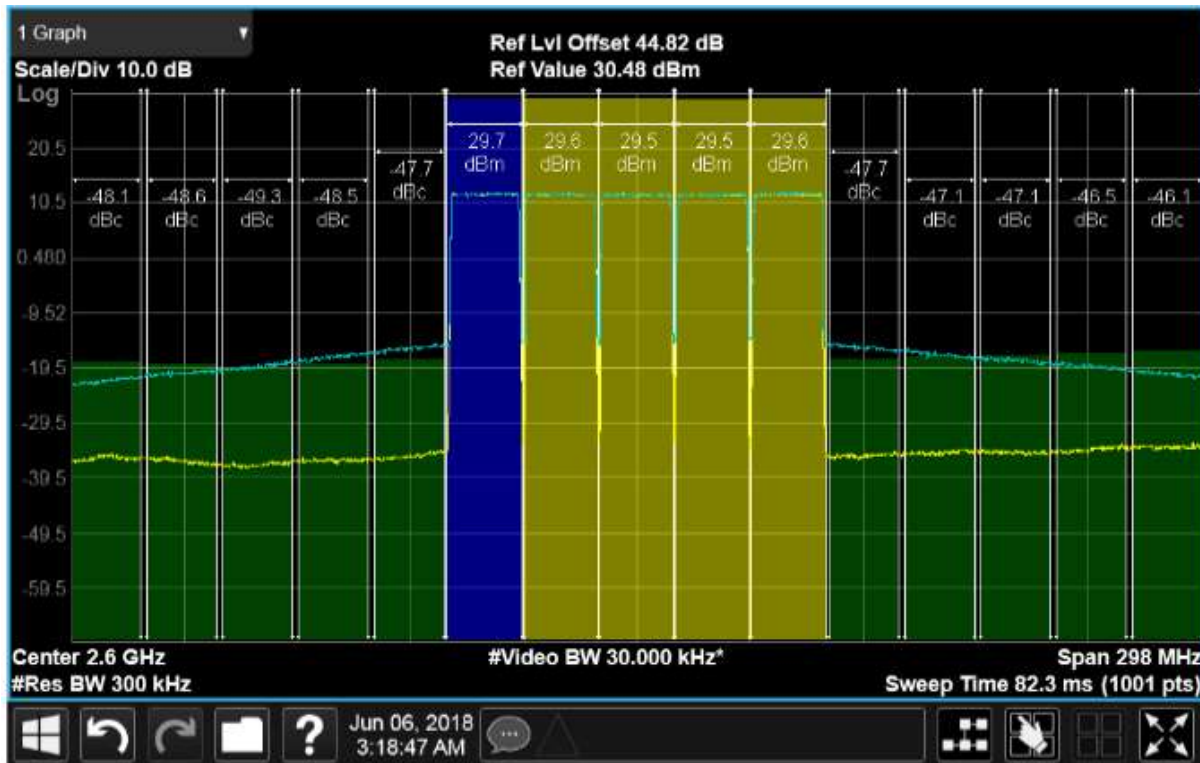 1 Graph
Scale/Div 10.0 dB
Ref Lvl Offset 44.82 dB
Ref Value 30.48 dBm
Log
20.5
10.5
0.480
-9.52
-19.5
-29.5
-39.5
-49.5
-59.5
-48.1
dBc
-48.6
dBc
-49.3
dBc
-48.5
dBc
-47.7
dBc
29.7
dBm
29.6
dBm
29.5
dBm
29.5
dBm
29.6
dBm
-47.7
dBc
-47.1
dBc
-47.1
dBc
-46.5
dBc
-46.1
dBc
Center 2.6 GHz
#Video BW 30.000 kHz*
Span 298 MHz
#Res BW 300 kHz
Sweep Time 82.3 ms (1001 pts)
?
Jun 06, 2018
3:18:47 AM